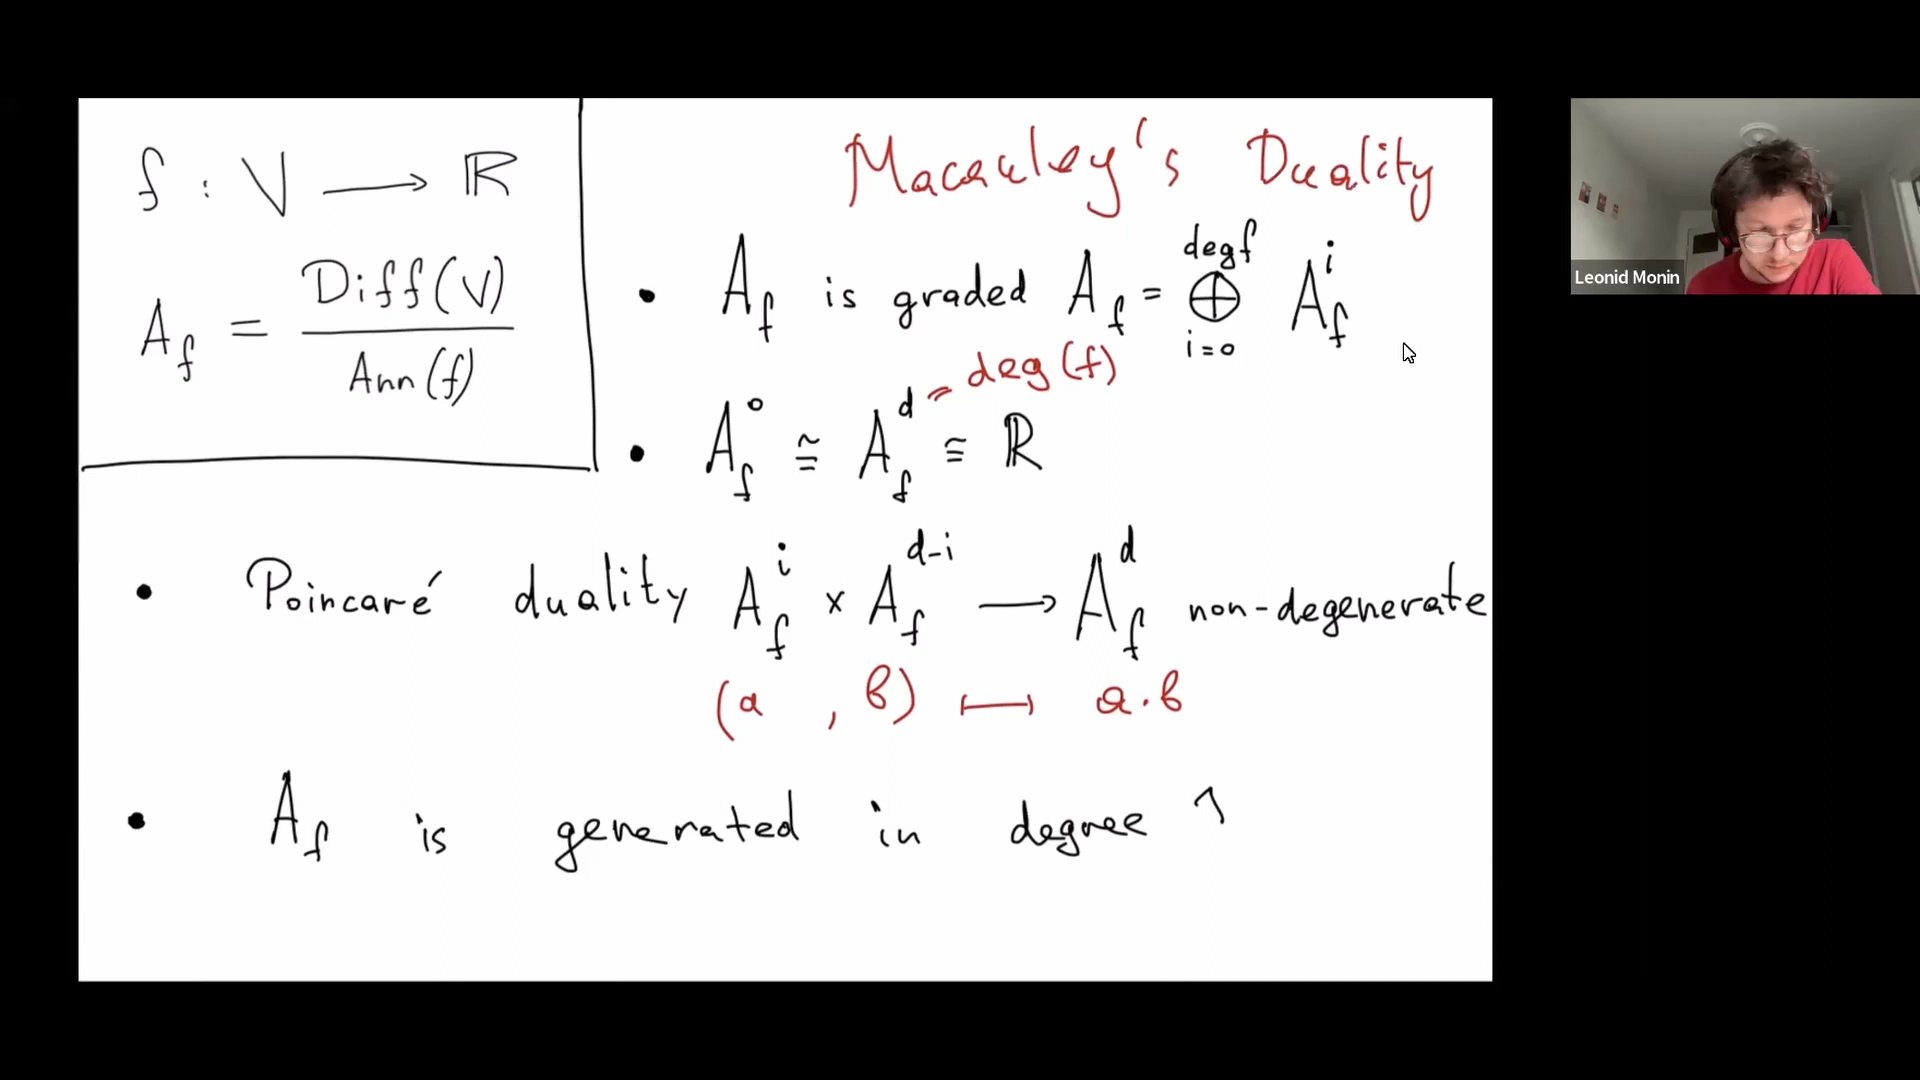 f : V ⟶ ℝ
A_f = Diff(V) / Ann(f)
Macauley's Duality
• A_f is graded A_f = ⊕_{i=0}^{deg f} A_f^i
• A_f^0 ≅ A_f^d ≅ ℝ
= deg(f)
• Poincaré duality A_f^i × A_f^{d-i} ⟶ A_f^d non-degenerate
(a , b) ⟼ a·b
• A_f is generated in degree 1
Leonid Monin